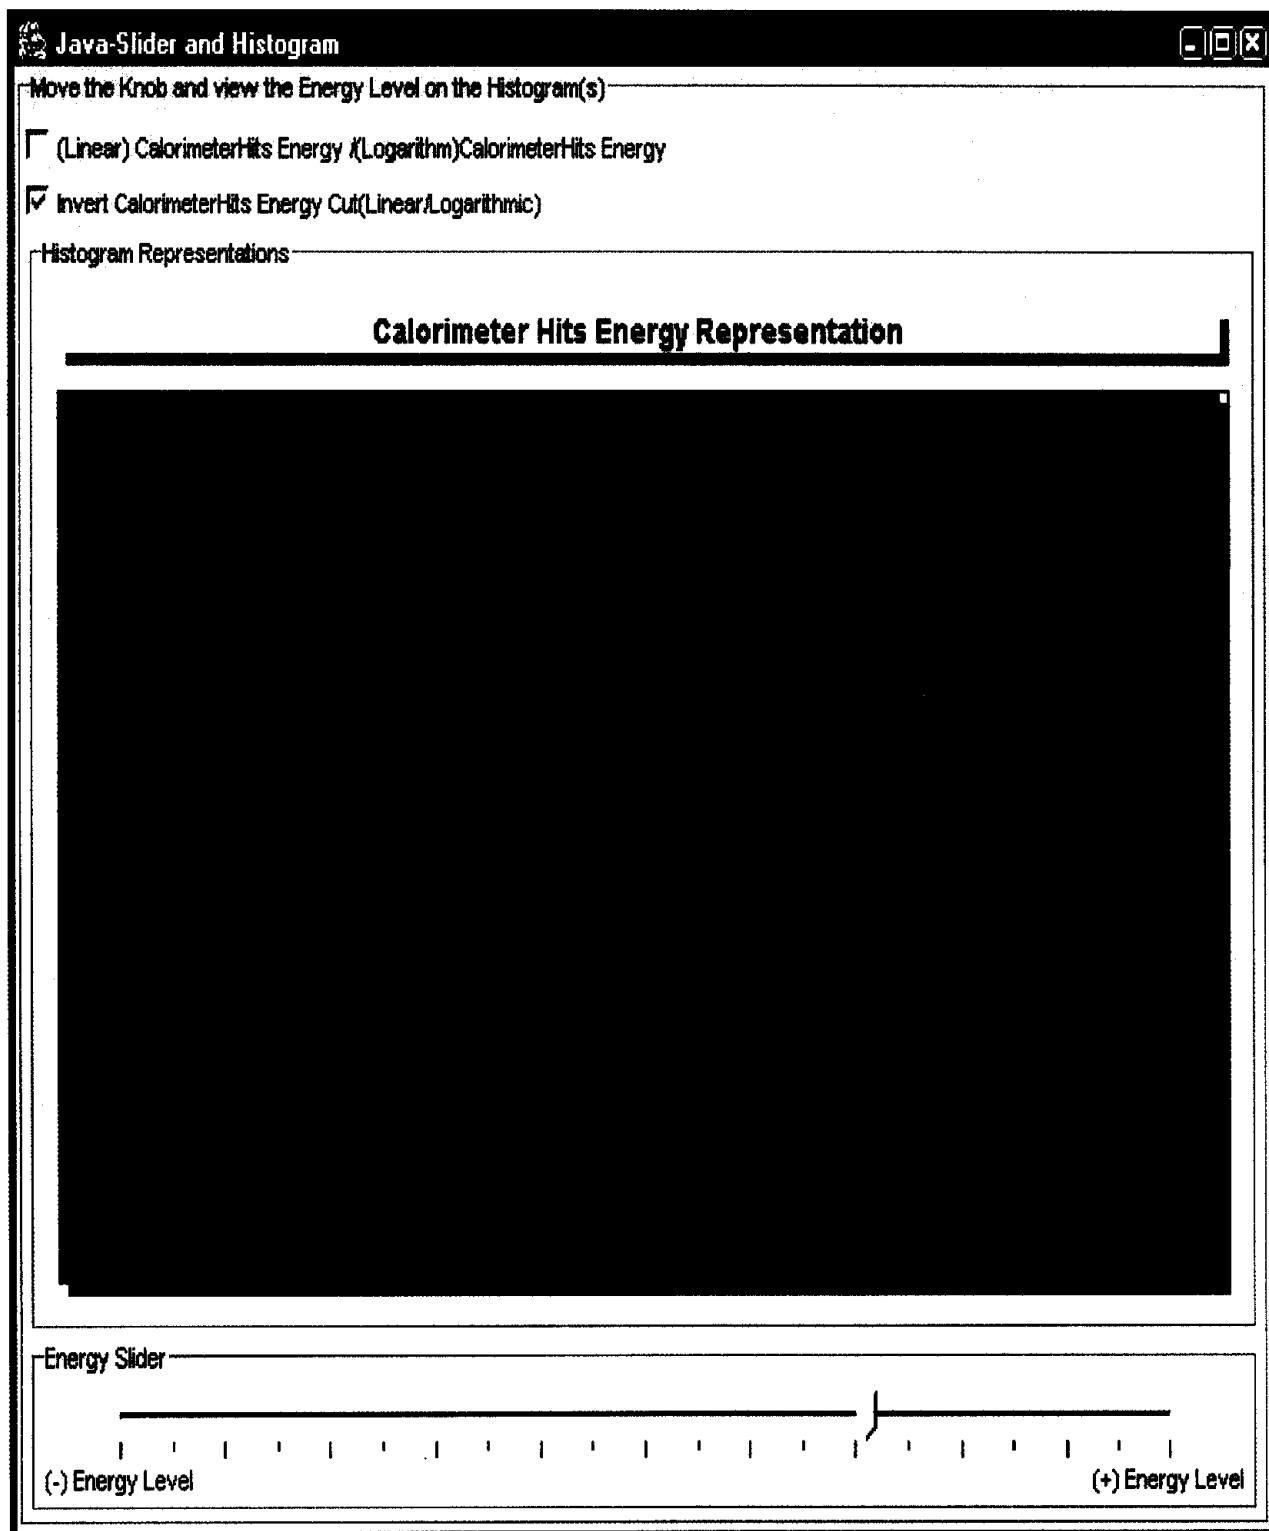 Java-Slider and Histogram
Move the Knob and view the Energy Level on the Histogram(s)
(Linear) CalorimeterHits Energy /(Logarithm)CalorimeterHits Energy
Invert CalorimeterHits Energy Cut(Linear/Logarithmic)
Histogram Representations
Calorimeter Hits Energy Representation
Energy Slider
(-) Energy Level
(+) Energy Level